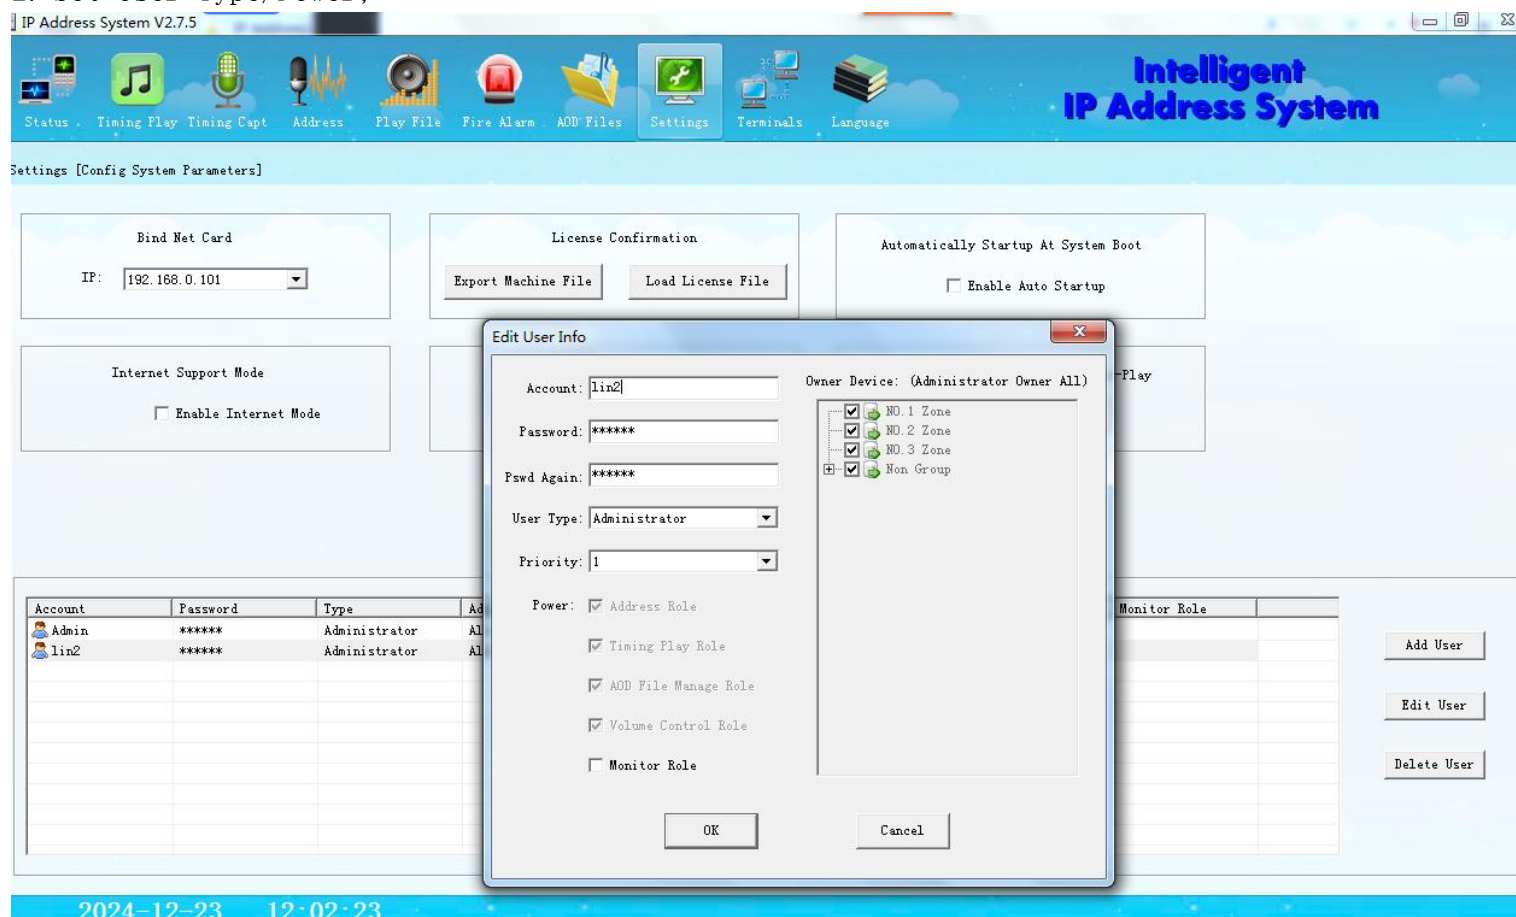 IP Address System V2.7.5
Intelligent
IP Address System
Status
Timing Play
Timing Capt
Address
Play File
Fire Alarm
AOD Files
Settings
Terminals
Language
Settings [Config System Parameters]
Bind Net Card
IP:
192.168.0.101
License Confirmation
Export Machine File
Load License File
Automatically Startup At System Boot
Enable Auto Startup
Internet Support Mode
Enable Internet Mode
-Play
Edit User Info
Account:
lin2
Password:
******
Pswd Again:
******
User Type:
Administrator
Priority:
1
Power:
Address Role
Timing Play Role
AOD File Manage Role
Volume Control Role
Monitor Role
Owner Device: (Administrator Owner All)
NO.1 Zone
NO.2 Zone
NO.3 Zone
Non Group
OK
Cancel
Account Password Type Ad Monitor Role
Admin ****** Administrator Al
lin2 ****** Administrator Al
Add User
Edit User
Delete User
2024-12-23 12:02:23